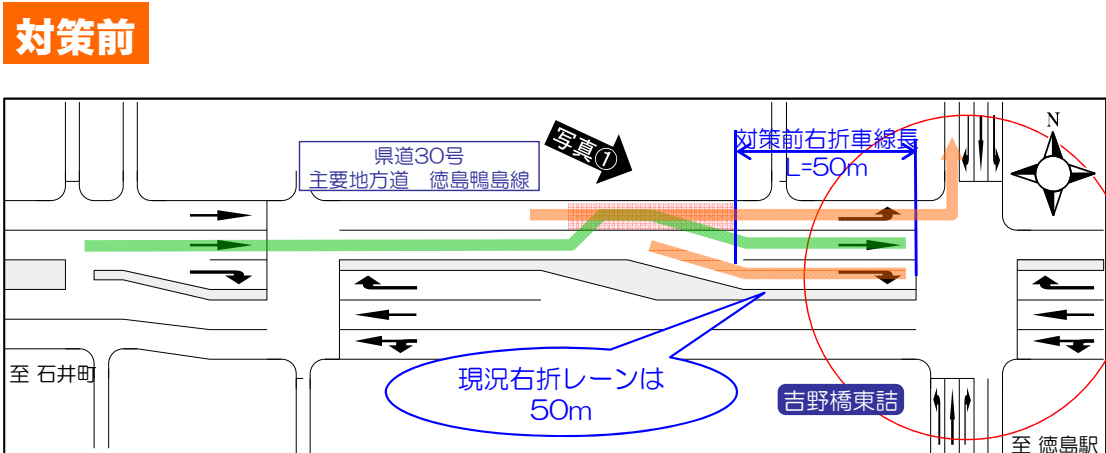 対策前
県道30号
主要地方道 徳島鴨島線
写真①
対策前右折車線長
L=50m
N
至 石井町
現況右折レーンは
50m
吉野橋東詰
至 徳島駅